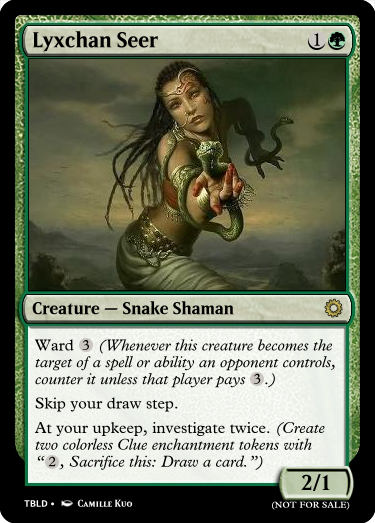 Lyxchan Seer 1
Creature — Snake Shaman
Ward 3 (Whenever this creature becomes the
target of a spell or ability an opponent controls,
counter it unless that player pays 3.)
Skip your draw step.
At your upkeep, investigate twice. (Create
two colorless Clue enchantment tokens with
“2, Sacrifice this: Draw a card.”)
2/1
TBLD • Camille Kuo
(NOT FOR SALE)